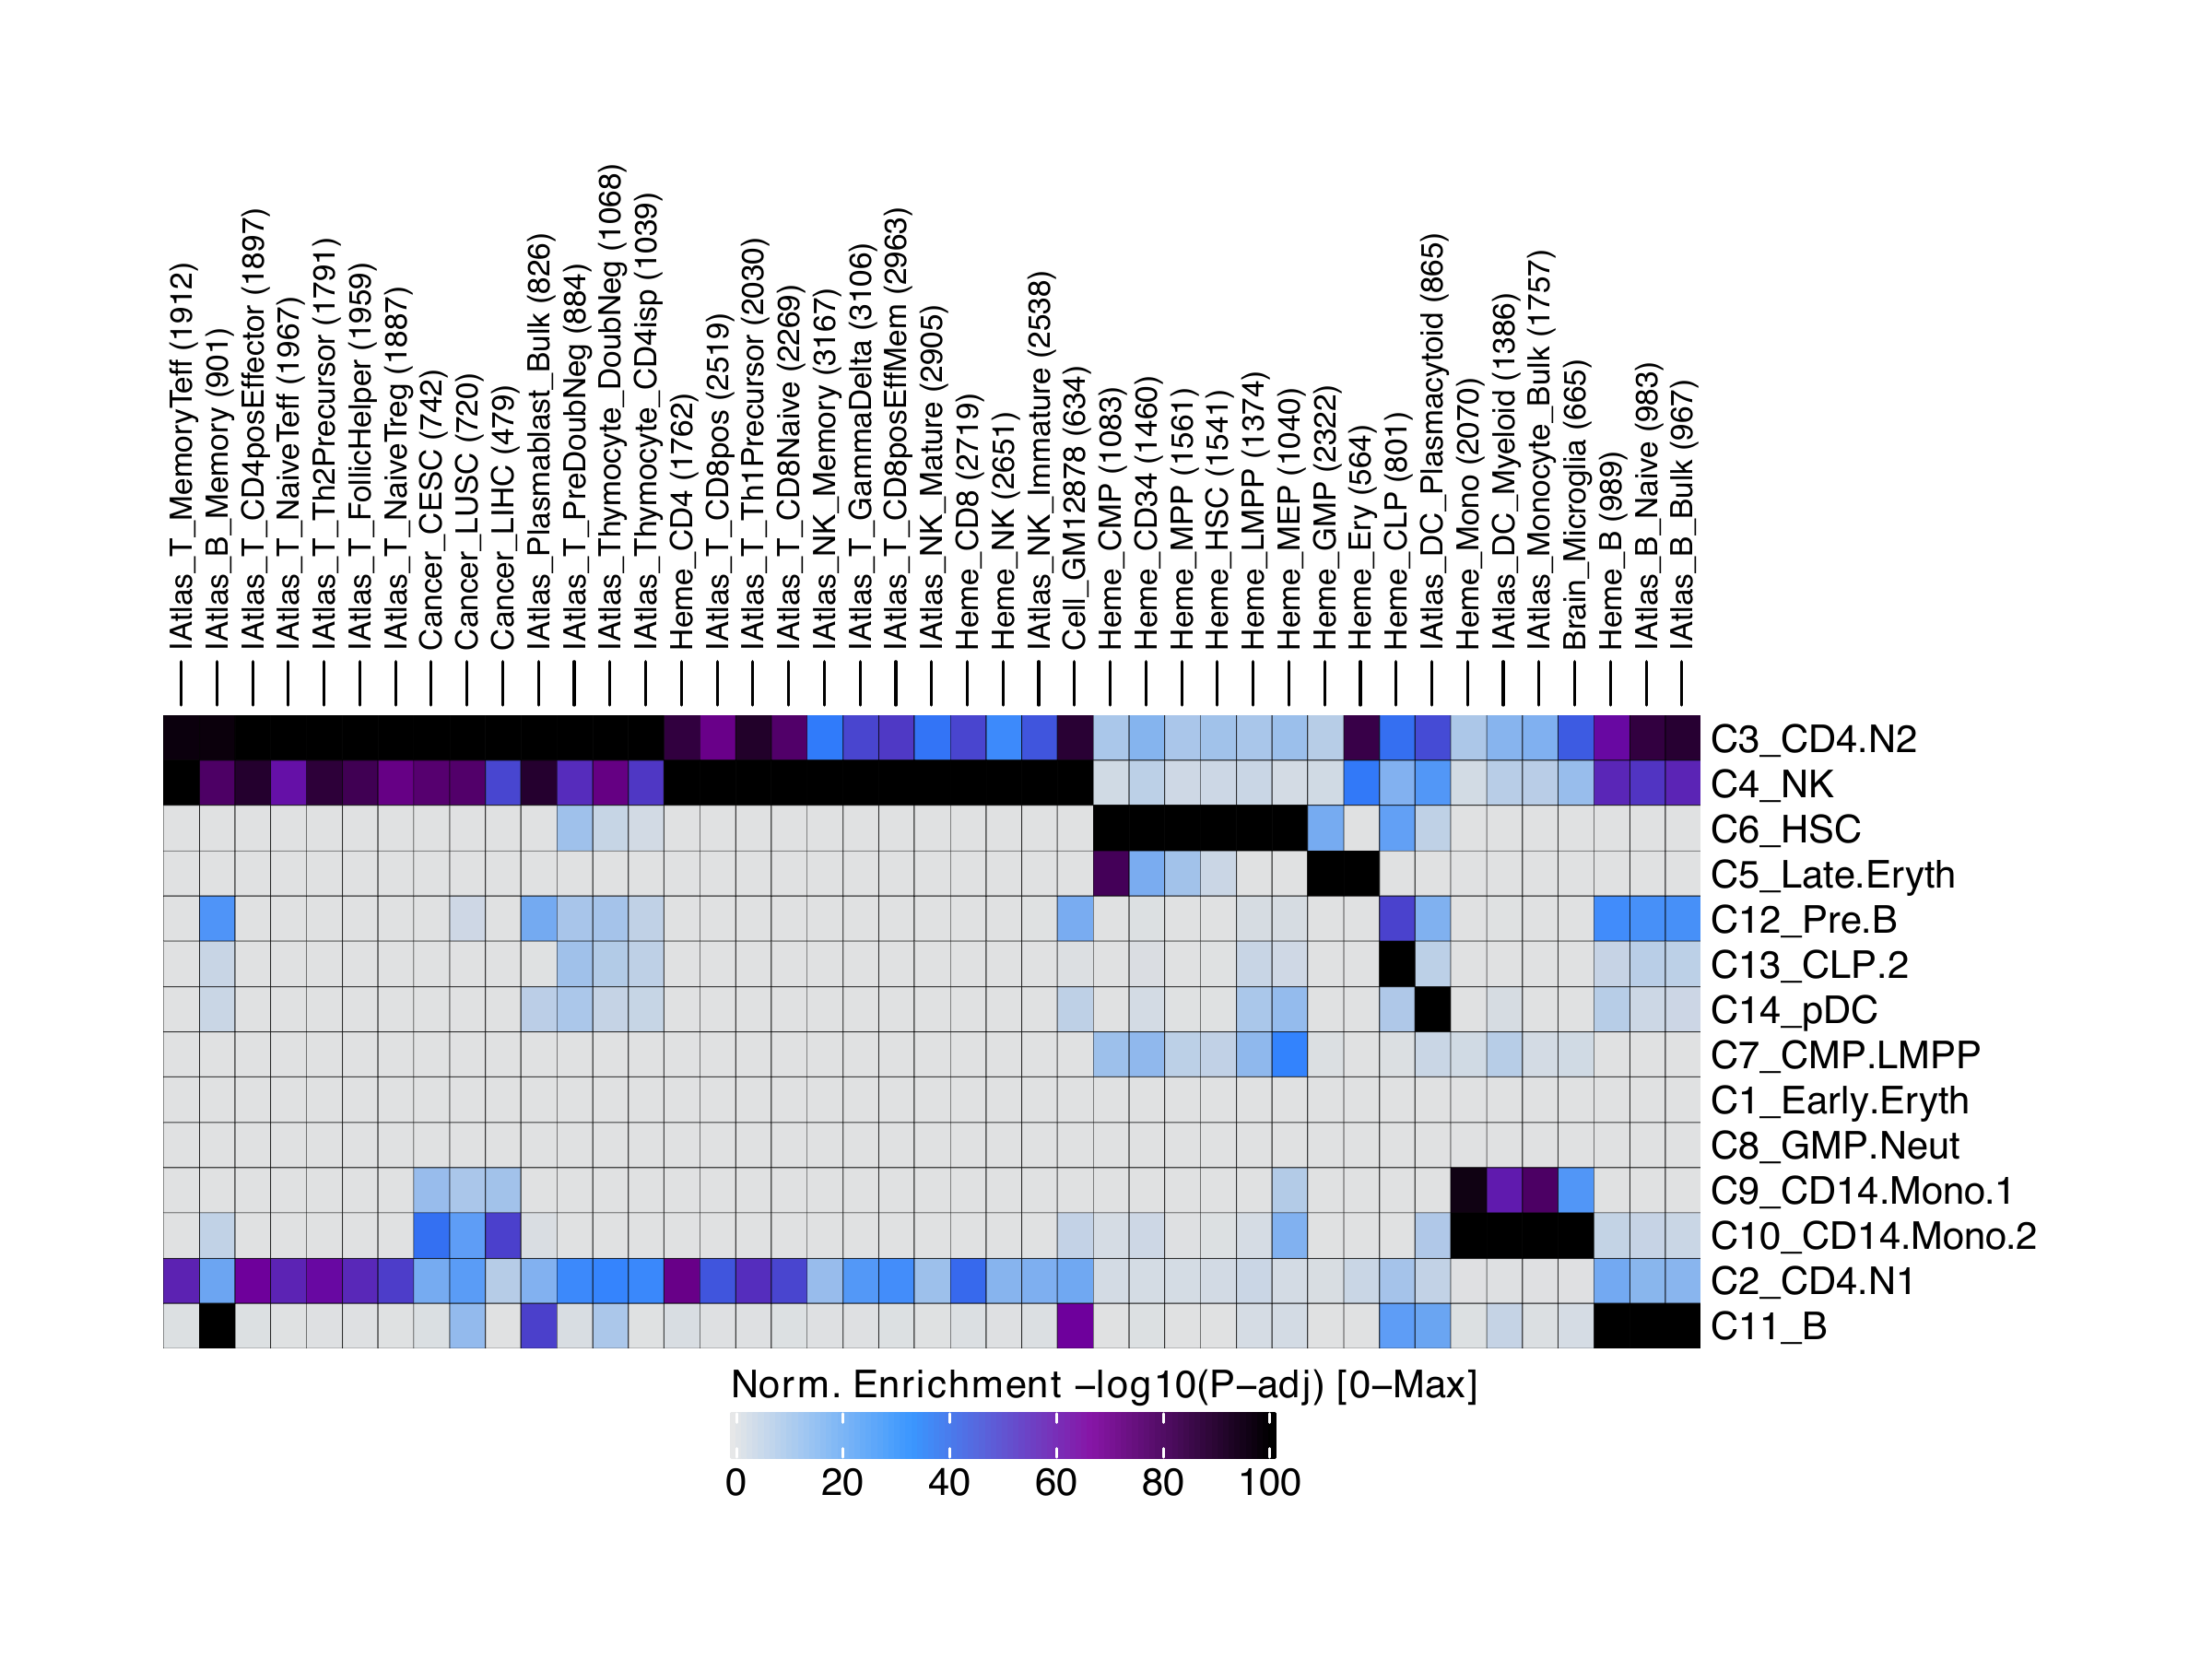 IAtlas_T_MemoryTeff (1912)
IAtlas_B_Memory (901)
IAtlas_T_CD4posEffector (1897)
IAtlas_T_NaiveTeff (1967)
IAtlas_T_Th2Precursor (1791)
IAtlas_T_FollicHelper (1959)
IAtlas_T_NaiveTreg (1887)
Cancer_CESC (742)
Cancer_LUSC (720)
Cancer_LIHC (479)
IAtlas_Plasmablast_Bulk (826)
IAtlas_T_PreDoubNeg (884)
IAtlas_Thymocyte_DoubNeg (1068)
IAtlas_Thymocyte_CD4isp (1039)
Heme_CD4 (1762)
IAtlas_T_CD8pos (2519)
IAtlas_T_Th1Precursor (2030)
IAtlas_T_CD8Naive (2269)
IAtlas_NK_Memory (3167)
IAtlas_T_GammaDelta (3106)
IAtlas_T_CD8posEffMem (2963)
IAtlas_NK_Mature (2905)
Heme_CD8 (2719)
Heme_NK (2651)
IAtlas_NK_Immature (2538)
Cell_GM12878 (634)
Heme_CMP (1083)
Heme_CD34 (1460)
Heme_MPP (1561)
Heme_HSC (1541)
Heme_LMPP (1374)
Heme_MEP (1040)
Heme_GMP (2322)
Heme_Ery (564)
Heme_CLP (801)
IAtlas_DC_Plasmacytoid (865)
Heme_Mono (2070)
IAtlas_DC_Myeloid (1386)
IAtlas_Monocyte_Bulk (1757)
Brain_Microglia (665)
Heme_B (989)
IAtlas_B_Naive (983)
IAtlas_B_Bulk (967)
C3_CD4.N2
C4_NK
C6_HSC
C5_Late.Eryth
C12_Pre.B
C13_CLP.2
C14_pDC
C7_CMP.LMPP
C1_Early.Eryth
C8_GMP.Neut
C9_CD14.Mono.1
C10_CD14.Mono.2
C2_CD4.N1
C11_B
Norm. Enrichment −log10(P−adj) [0−Max]
0 20 40 60 80 100